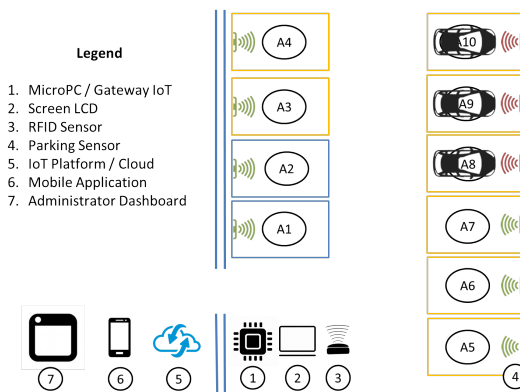 Legend
1. MicroPC / Gateway IoT
2. Screen LCD
3. RFID Sensor
4. Parking Sensor
5. IoT Platform / Cloud
6. Mobile Application
7. Administrator Dashboard
A4
A3
A2
A1
A10
A9
A8
A7
A6
A5
7
6
5
1
2
3
4